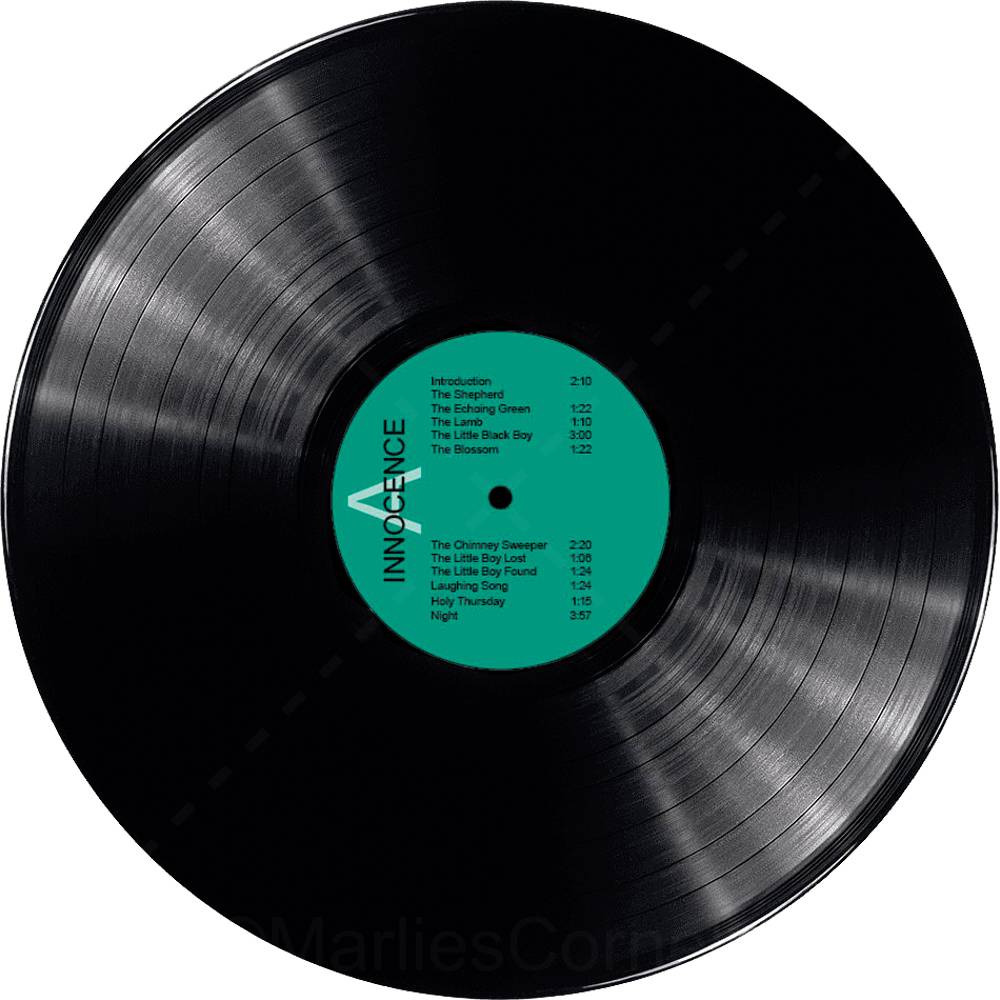 Introduction 2:10
The Shepherd
The Echoing Green 1:22
The Lamb 1:10
The Little Black Boy 3:00
The Blossom 1:22
A
INNOCENCE
The Chimney Sweeper 2:20
The Little Boy Lost 1:08
The Little Boy Found 1:24
Laughing Song 1:24
Holy Thursday 1:15
Night 3:57
©MarliesCorn